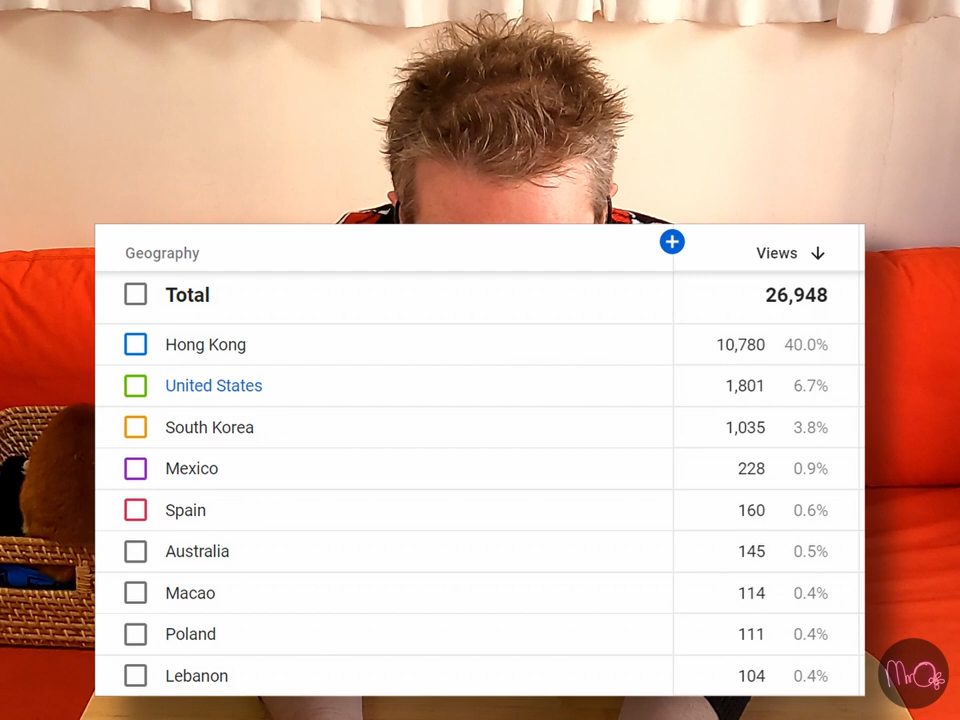 Geography Views
Total 26,948
Hong Kong 10,780 40.0%
United States 1,801 6.7%
South Korea 1,035 3.8%
Mexico 228 0.9%
Spain 160 0.6%
Australia 145 0.5%
Macao 114 0.4%
Poland 111 0.4%
Lebanon 104 0.4%